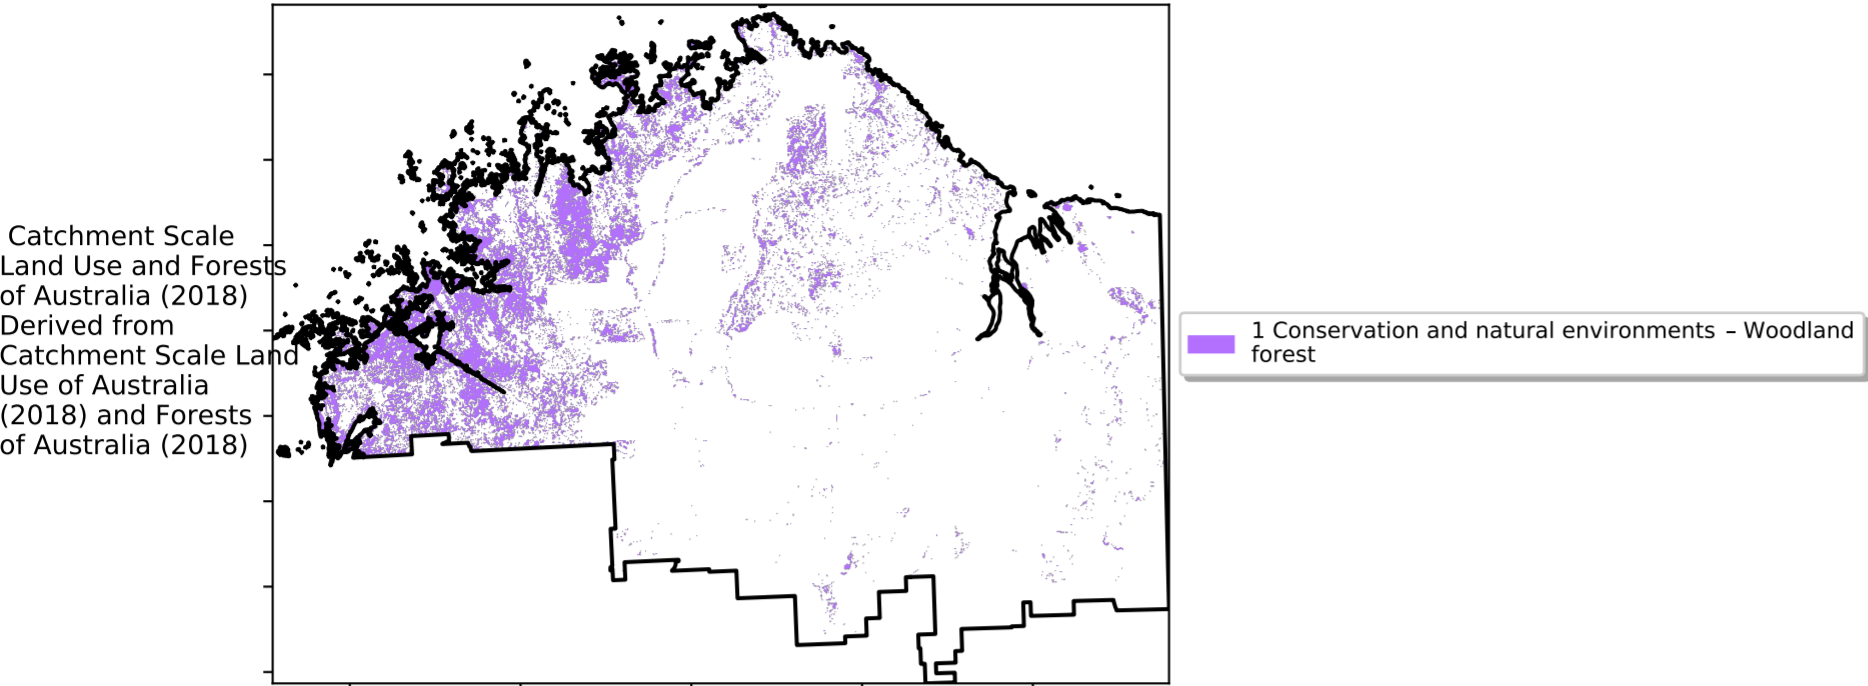 Catchment Scale
Land Use and Forests
of Australia (2018)
Derived from
Catchment Scale Land
Use of Australia
(2018) and Forests
of Australia (2018)
1 Conservation and natural environments – Woodland
forest